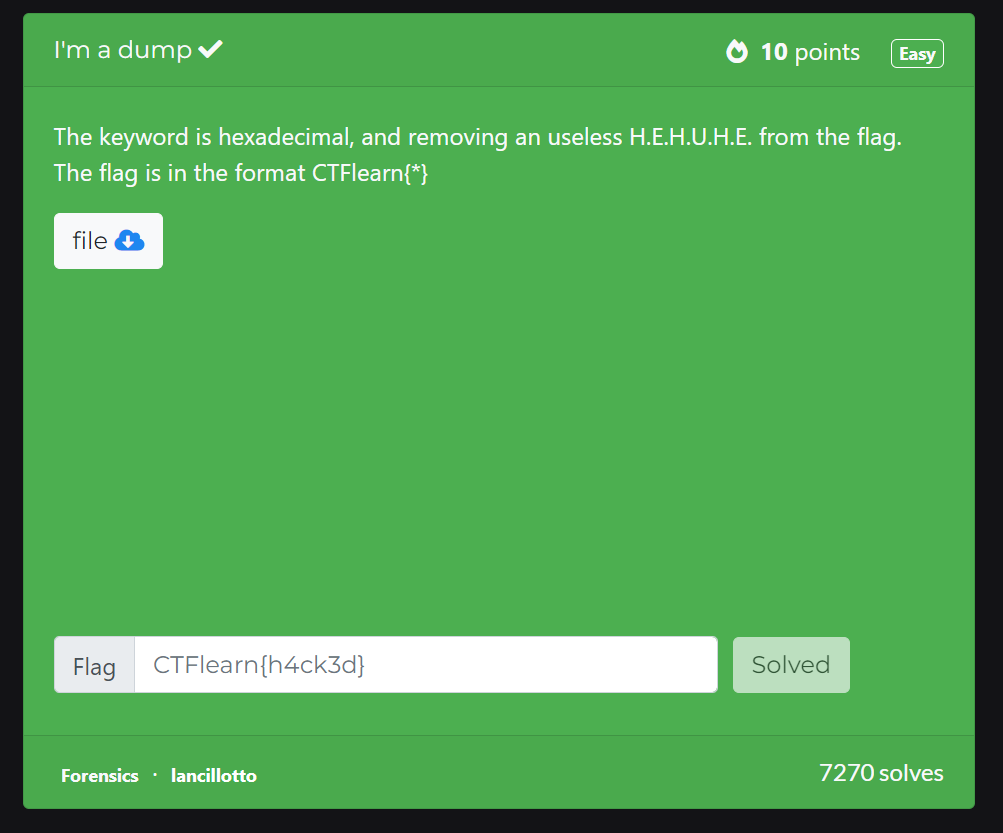 I'm a dump
10 points
Easy
The keyword is hexadecimal, and removing an useless H.E.H.U.H.E. from the flag.
The flag is in the format CTFlearn{*}
file
Flag
CTFlearn{h4ck3d}
Solved
Forensics · lancillotto
7270 solves